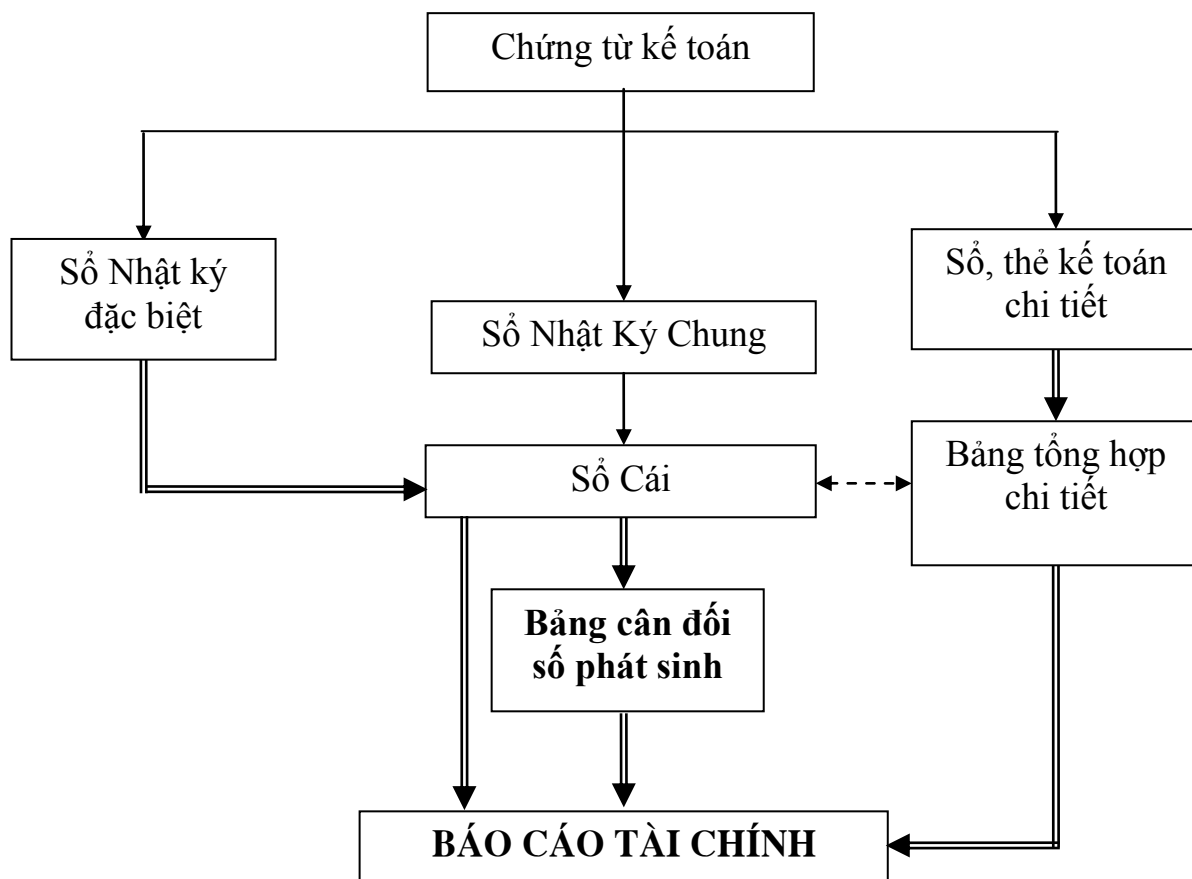 Chứng từ kế toán
Sổ Nhật ký
đặc biệt
Sổ Nhật Ký Chung
Sổ, thẻ kế toán
chi tiết
Sổ Cái
Bảng tổng hợp
chi tiết
Bảng cân đối
số phát sinh
BÁO CÁO TÀI CHÍNH